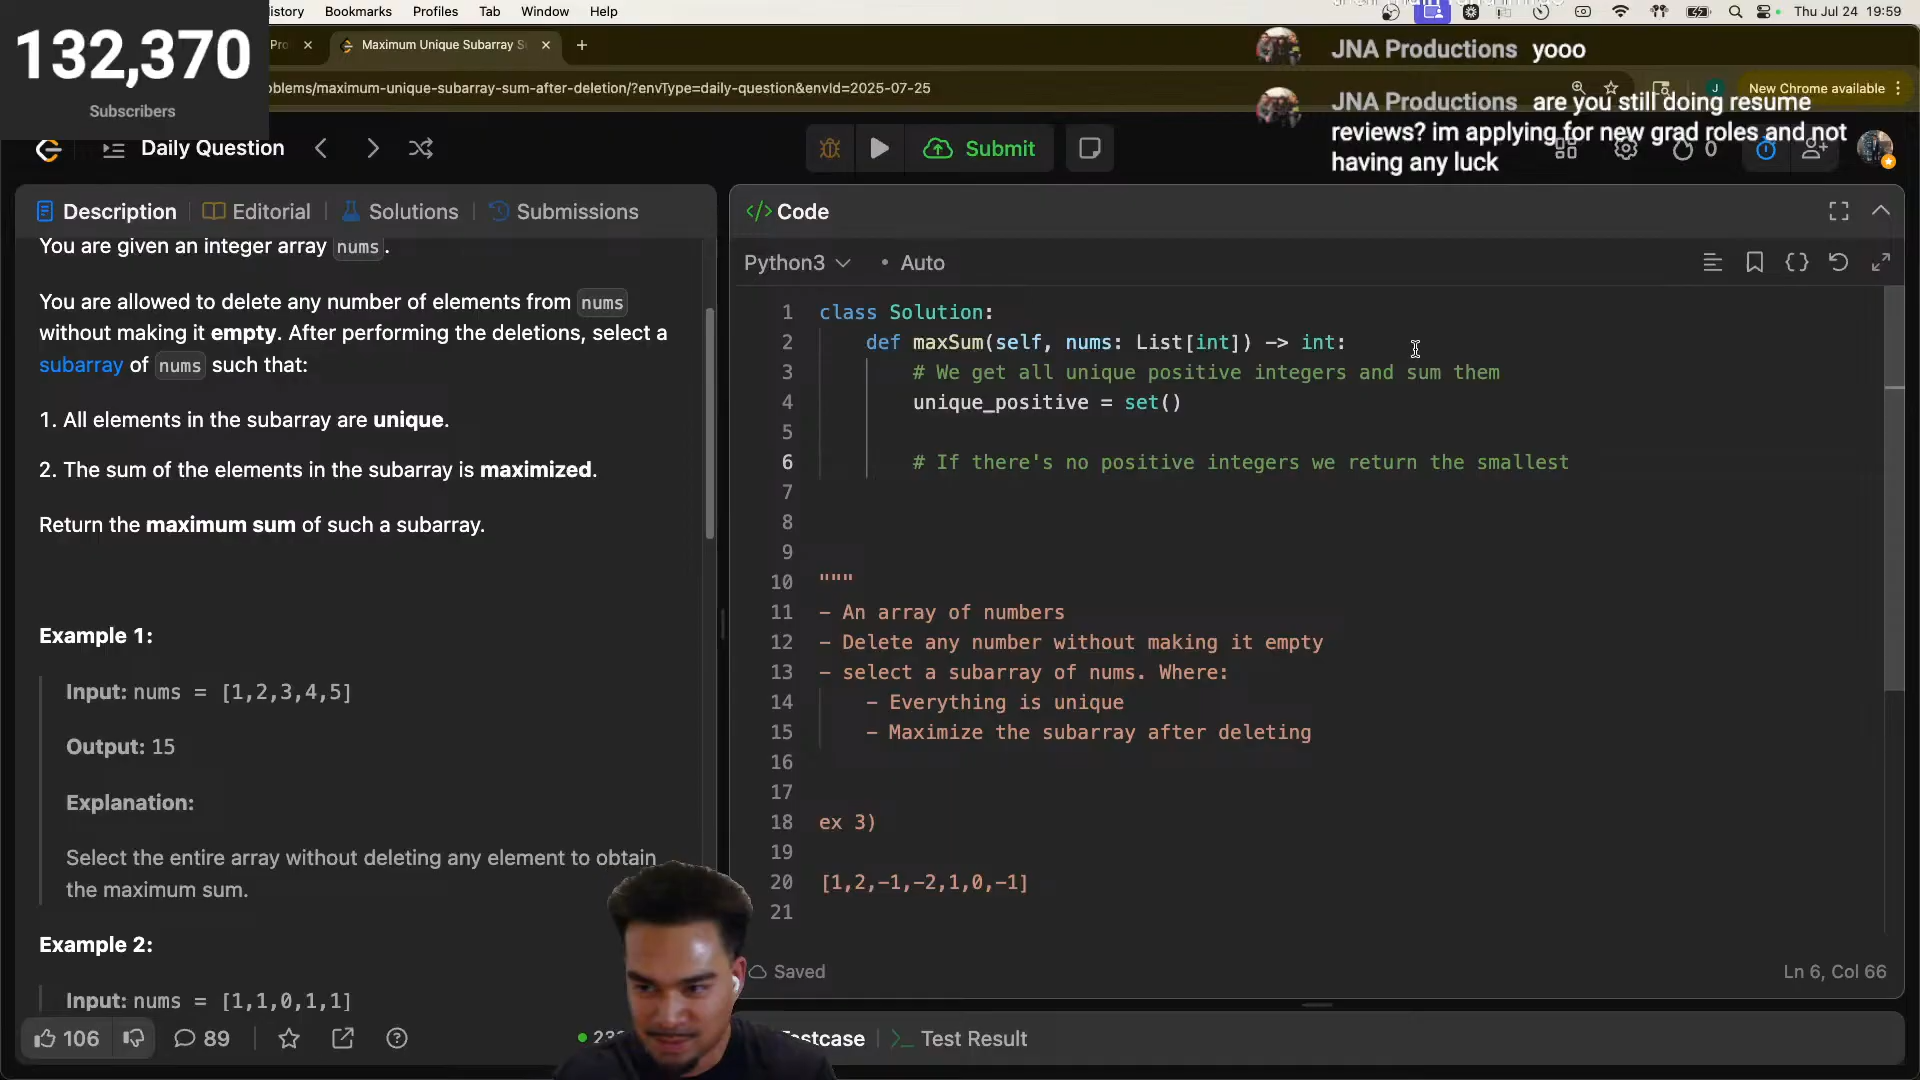 istory Bookmarks Profiles Tab Window Help
Thu Jul 24 19:59
132,370
Subscribers
Pro
Maximum Unique Subarray S
JNA Productions yooo
oblems/maximum-unique-subarray-sum-after-deletion/?envType=daily-question&envId=2025-07-25
New Chrome available
JNA Productions are you still doing resume
reviews? im applying for new grad roles and not
having any luck
Daily Question
Submit
0
Description
Editorial
Solutions
Submissions
</> Code
Python3
Auto
You are given an integer array nums.
You are allowed to delete any number of elements from nums
without making it empty. After performing the deletions, select a
subarray of nums such that:
1. All elements in the subarray are unique.
2. The sum of the elements in the subarray is maximized.
Return the maximum sum of such a subarray.
Example 1:
Input: nums = [1,2,3,4,5]
Output: 15
Explanation:
Select the entire array without deleting any element to obtain
the maximum sum.
Example 2:
Input: nums = [1,1,0,1,1]
106
89
1 class Solution:
2 def maxSum(self, nums: List[int]) -> int:
3 # We get all unique positive integers and sum them
4 unique_positive = set()
5
6 # If there's no positive integers we return the smallest
7
8
9
10 """
11 - An array of numbers
12 - Delete any number without making it empty
13 - select a subarray of nums. Where:
14 - Everything is unique
15 - Maximize the subarray after deleting
16
17
18 ex 3)
19
20 [1,2,-1,-2,1,0,-1]
21
Saved
Ln 6, Col 66
estcase
Test Result